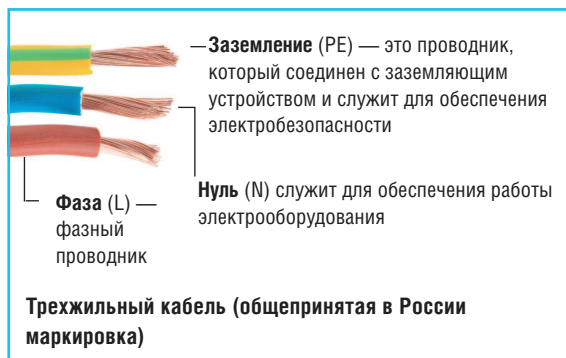 Заземление (PE) — это проводник,
который соединен с заземляющим
устройством и служит для обеспечения
электробезопасности
Нуль (N) служит для обеспечения работы
электрооборудования
Фаза (L) —
фазный
проводник
Трехжильный кабель (общепринятая в России
маркировка)